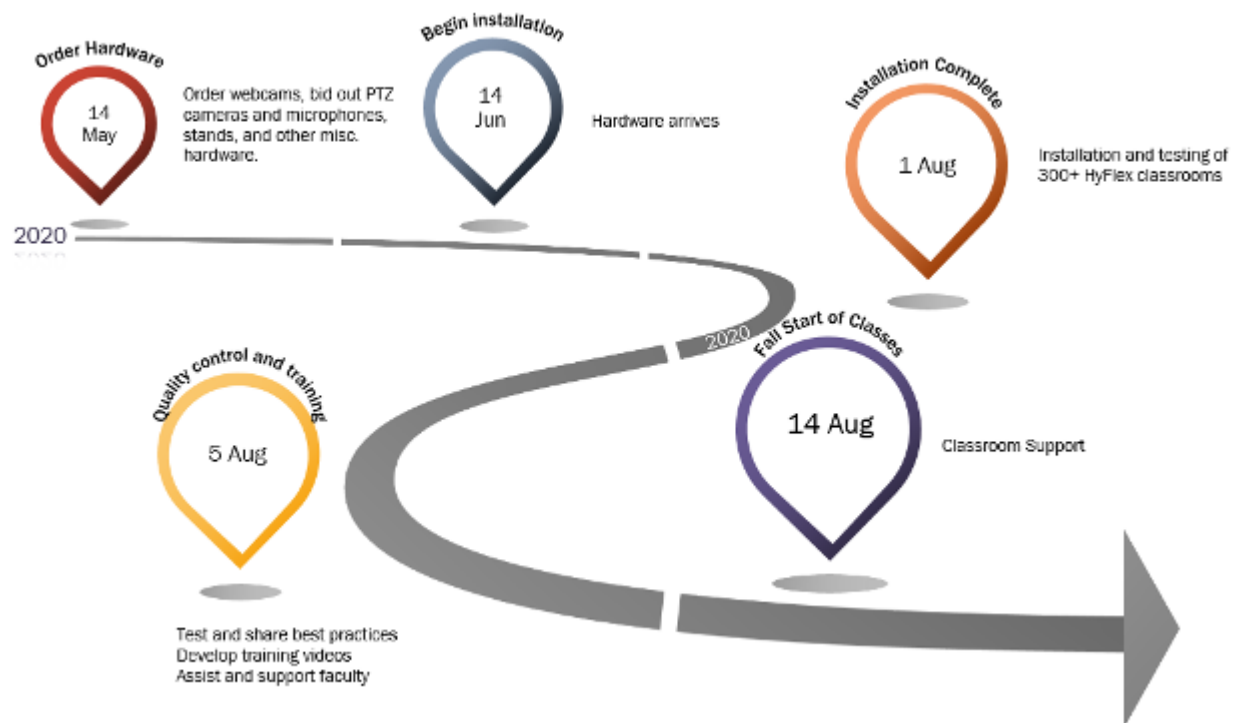 Order Hardware
14
May
Order webcams, bid out PTZ
cameras and microphones,
stands, and other misc.
hardware.
Begin installation
14
Jun
Hardware arrives
Installation Complete
1 Aug
Installation and testing of
300+ HyFlex classrooms
2020
2020
Quality control and training
5 Aug
Test and share best practices
Develop training videos
Assist and support faculty
Fall Start of Classes
14 Aug
Classroom Support